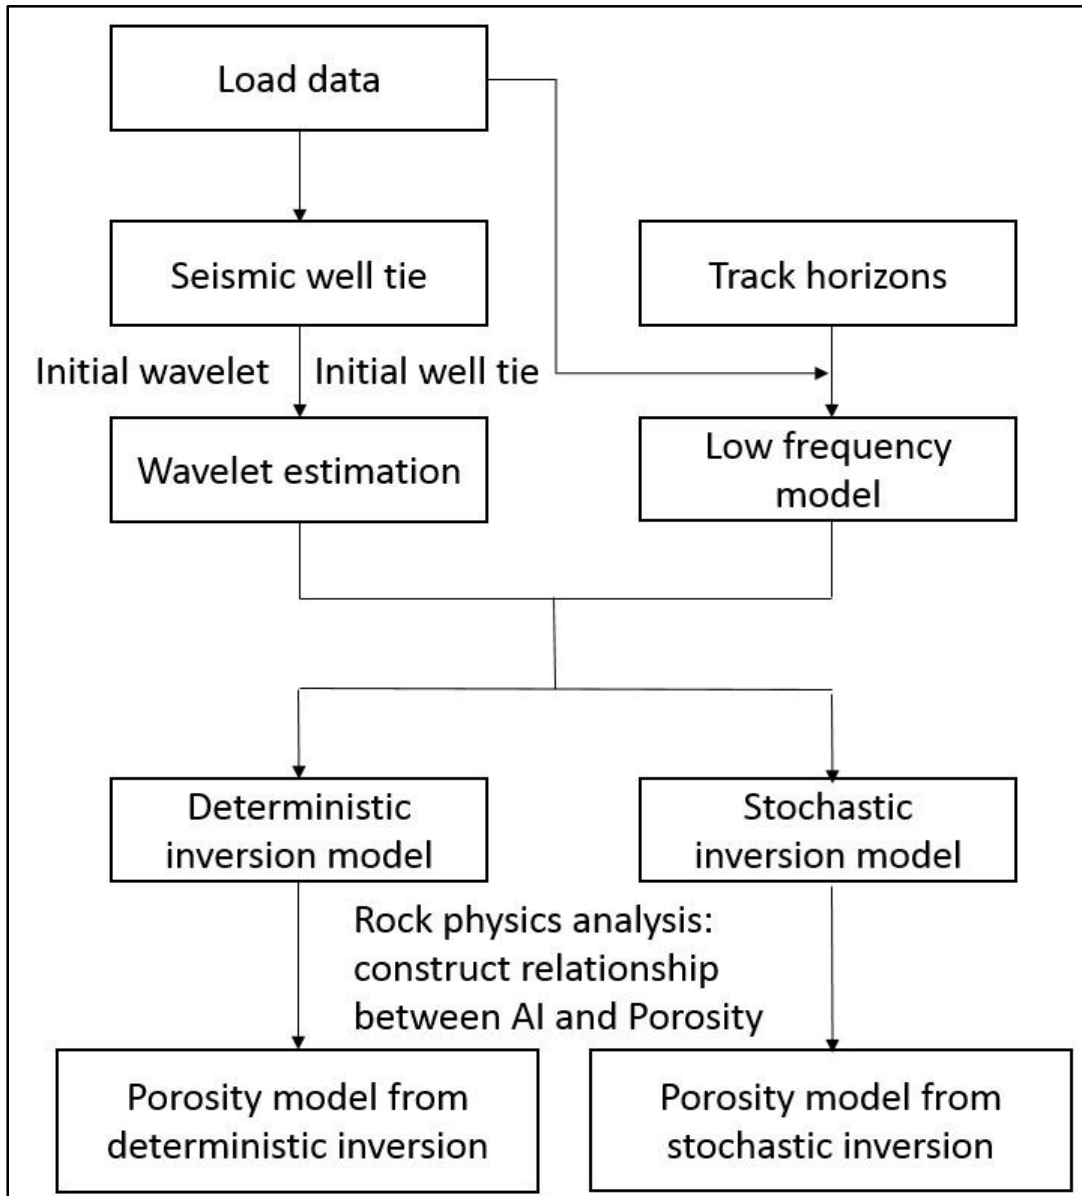 Load data
Seismic well tie
Track horizons
Initial wavelet
Initial well tie
Wavelet estimation
Low frequency
model
Deterministic
inversion model
Stochastic
inversion model
Rock physics analysis:
construct relationship
between AI and Porosity
Porosity model from
deterministic inversion
Porosity model from
stochastic inversion